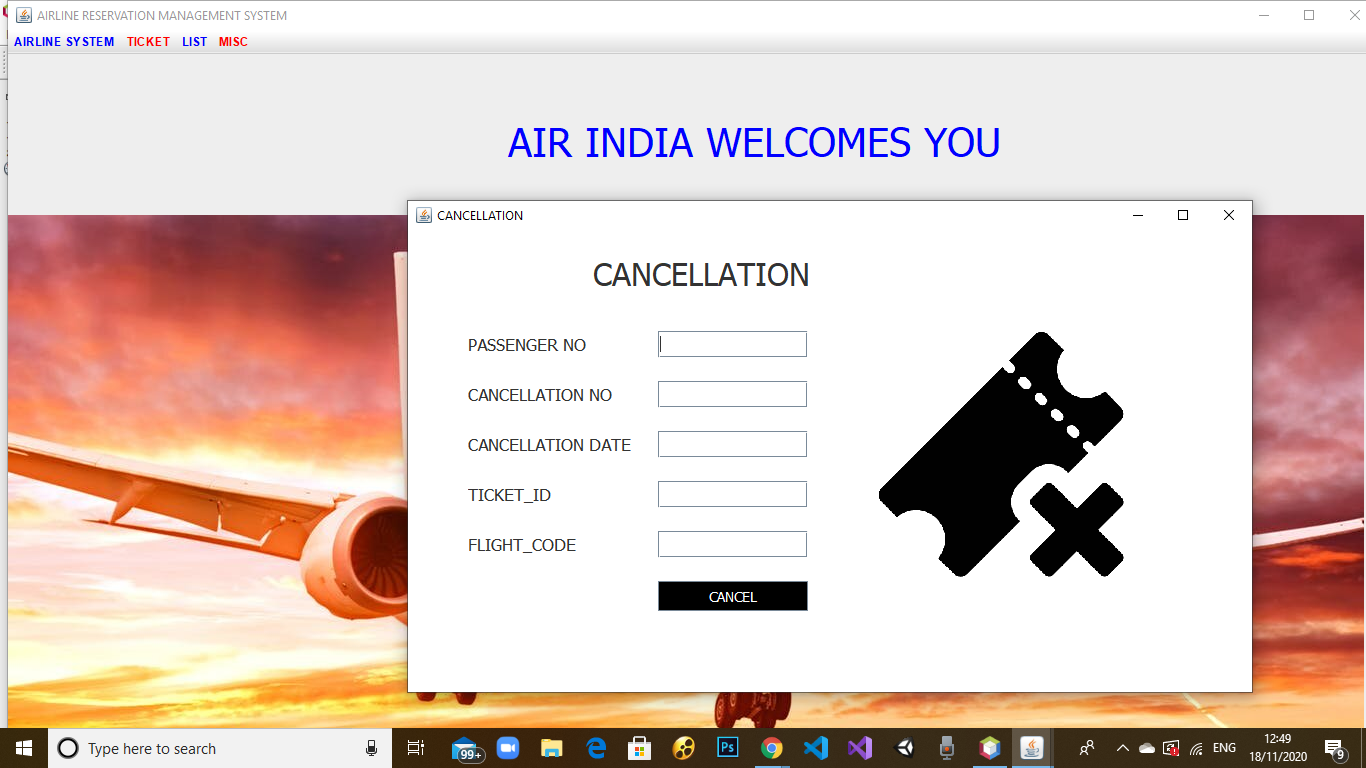 AIRLINE RESERVATION MANAGEMENT SYSTEM
AIRLINE SYSTEM TICKET LIST MISC
AIR INDIA WELCOMES YOU
CANCELLATION
CANCELLATION
PASSENGER NO
CANCELLATION NO
CANCELLATION DATE
TICKET_ID
FLIGHT_CODE
CANCEL
Type here to search
99+
Ps
ENG
12:49
18/11/2020
9